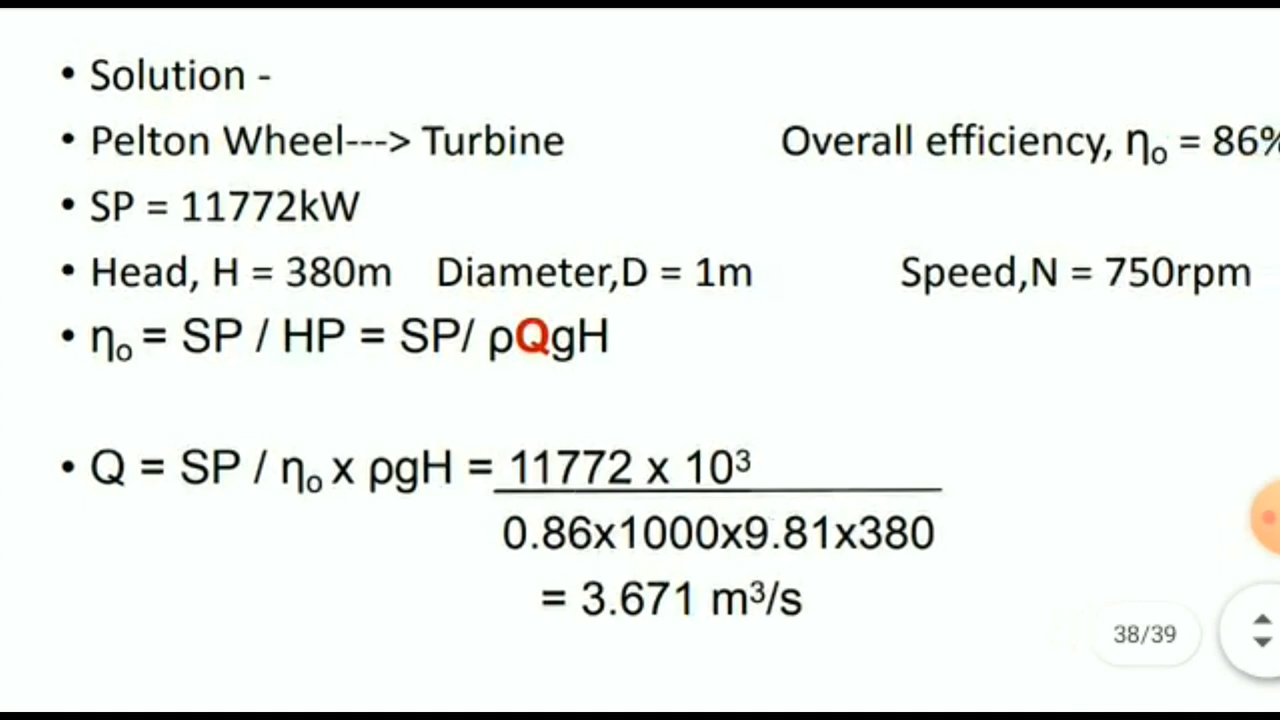 • Solution -
• Pelton Wheel---> Turbine Overall efficiency, ηₒ = 86%
• SP = 11772kW
• Head, H = 380m Diameter,D = 1m Speed,N = 750rpm
• ηₒ = SP / HP = SP/ ρQgH
• Q = SP / ηₒ x ρgH = 11772 x 10³
0.86x1000x9.81x380
= 3.671 m³/s
38/39